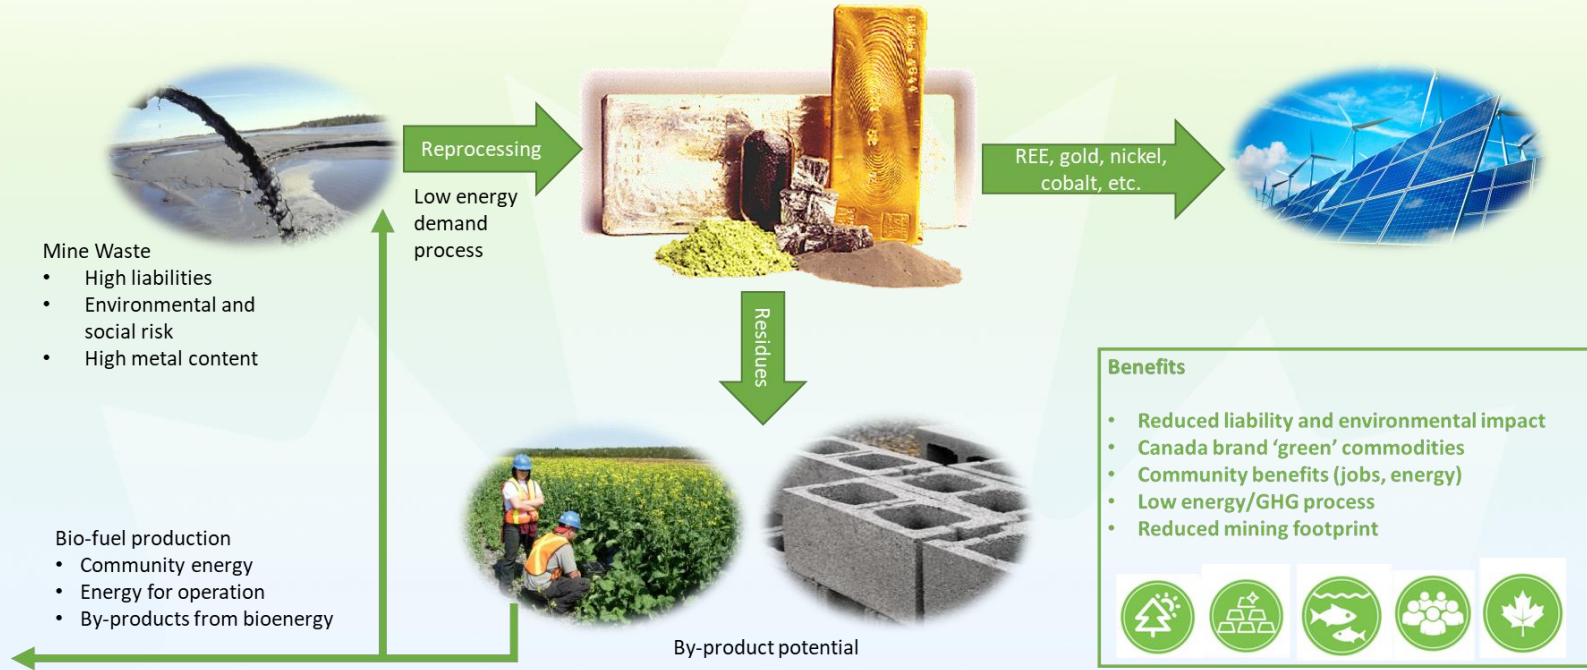 Reprocessing
Low energy
demand
process
REE, gold, nickel,
cobalt, etc.
Mine Waste
• High liabilities
• Environmental and
social risk
• High metal content
Residues
Benefits
• Reduced liability and environmental impact
• Canada brand ‘green’ commodities
• Community benefits (jobs, energy)
• Low energy/GHG process
• Reduced mining footprint
Bio-fuel production
• Community energy
• Energy for operation
• By-products from bioenergy
By-product potential